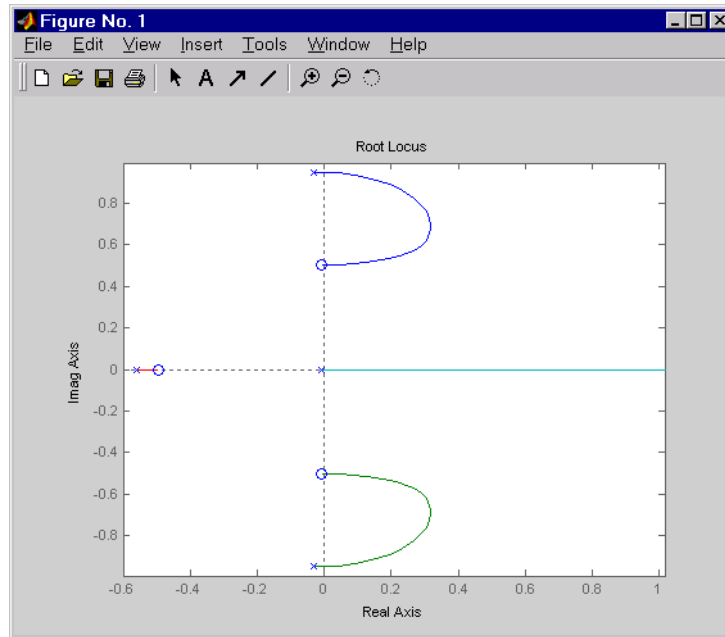 Figure No. 1
File Edit View Insert Tools Window Help
A
Root Locus
0.8
0.6
0.4
0.2
0
-0.2
-0.4
-0.6
-0.8
Imag Axis
-0.6 -0.4 -0.2 0 0.2 0.4 0.6 0.8 1
Real Axis